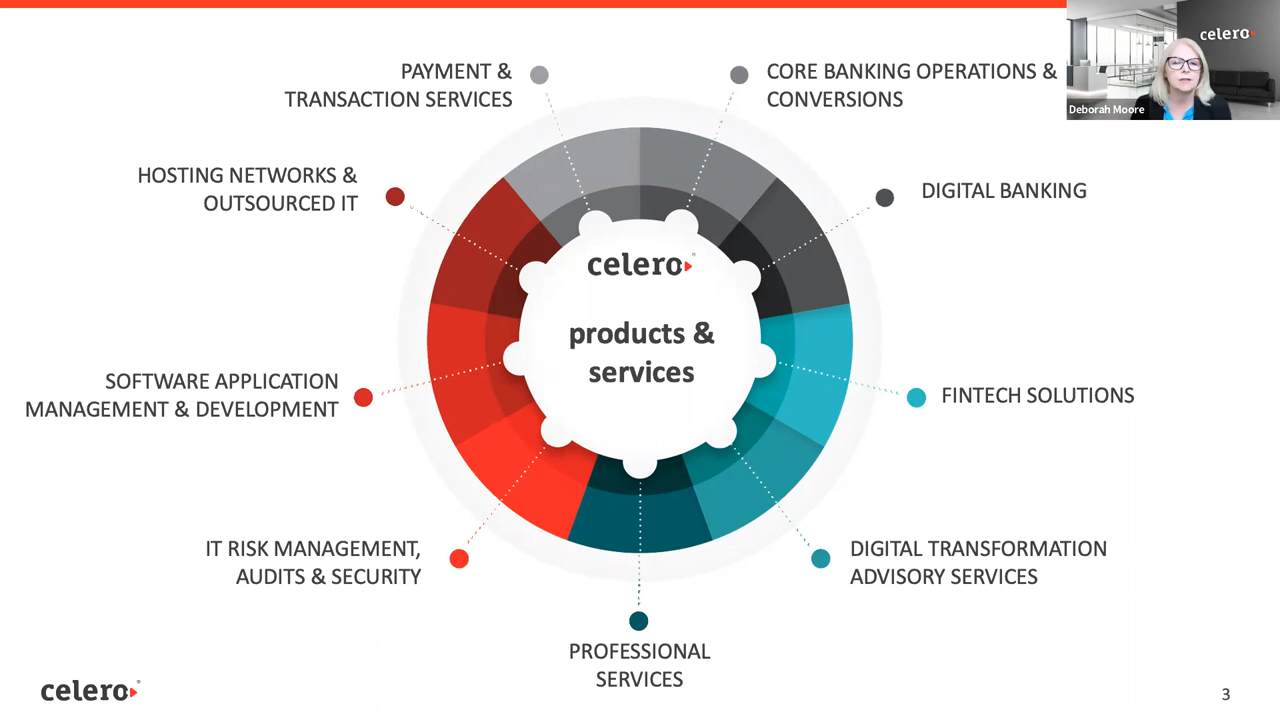 celero
Deborah Moore
PAYMENT &
TRANSACTION SERVICES
CORE BANKING OPERATIONS &
CONVERSIONS
HOSTING NETWORKS &
OUTSOURCED IT
DIGITAL BANKING
celero
products &
services
SOFTWARE APPLICATION
MANAGEMENT & DEVELOPMENT
FINTECH SOLUTIONS
IT RISK MANAGEMENT,
AUDITS & SECURITY
DIGITAL TRANSFORMATION
ADVISORY SERVICES
PROFESSIONAL
SERVICES
celero
3